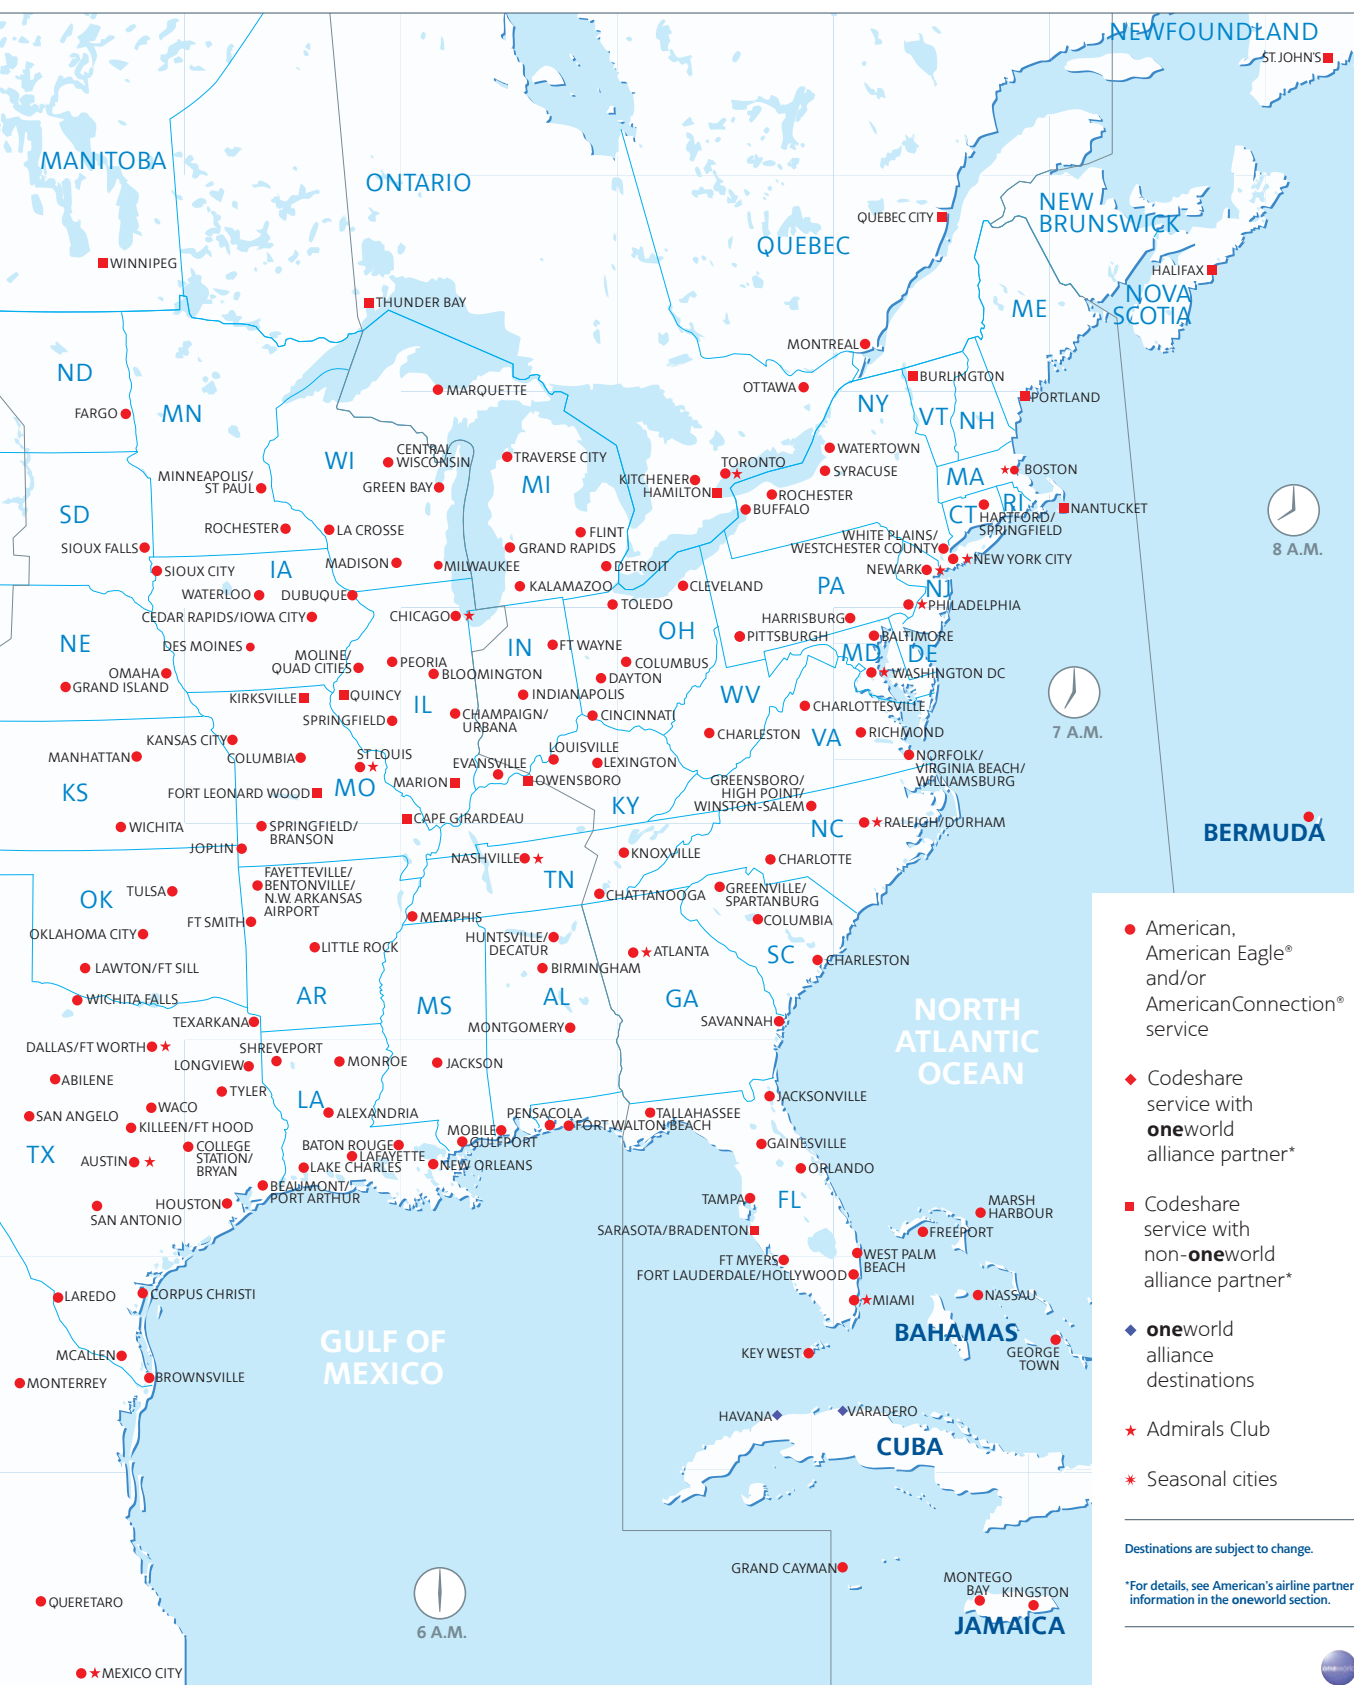 NEWFOUNDLAND
ST. JOHN'S
MANITOBA
ONTARIO
NEW
BRUNSWICK
QUEBEC CITY
QUEBEC
WINNIPEG
HALIFAX
NOVA
SCOTIA
THUNDER BAY
ME
MONTREAL
ND
OTTAWA
BURLINGTON
MARQUETTE
PORTLAND
FARGO
MN
NY
VT
NH
CENTRAL
WISCONSIN
WI
TRAVERSE CITY
WATERTOWN
TORONTO
SYRACUSE
BOSTON
MINNEAPOLIS/
ST PAUL
GREEN BAY
MI
KITCHENER
HAMILTON
MA
ROCHESTER
BUFFALO
RI
NANTUCKET
SD
CT
HARTFORD/
SPRINGFIELD
ROCHESTER
LA CROSSE
FLINT
WHITE PLAINS/
WESTCHESTER COUNTY
SIOUX FALLS
GRAND RAPIDS
8 A.M.
NEW YORK CITY
SIOUX CITY
IA
MADISON
MILWAUKEE
DETROIT
NEWARK
WATERLOO
DUBUQUE
KALAMAZOO
CLEVELAND
PA
NJ
TOLEDO
PHILADELPHIA
CEDAR RAPIDS/IOWA CITY
CHICAGO
HARRISBURG
OH
PITTSBURGH
BALTIMORE
NE
DES MOINES
IN
FT WAYNE
MD
DE
MOLINE/
QUAD CITIES
PEORIA
COLUMBUS
OMAHA
BLOOMINGTON
DAYTON
WASHINGTON DC
GRAND ISLAND
KIRKSVILLE
QUINCY
INDIANAPOLIS
WV
IL
CHARLOTTESVILLE
SPRINGFIELD
CHAMPAIGN/
URBANA
CINCINNATI
7 A.M.
KANSAS CITY
CHARLESTON
VA
RICHMOND
MANHATTAN
COLUMBIA
ST LOUIS
LOUISVILLE
EVANSVILLE
LEXINGTON
NORFOLK/
VIRGINIA BEACH/
WILLIAMSBURG
KS
FORT LEONARD WOOD
MO
MARION
OWENSBORO
GREENSBORO/
HIGH POINT/
WINSTON-SALEM
KY
CAPE GIRARDEAU
WICHITA
SPRINGFIELD/
BRANSON
NC
RALEIGH/DURHAM
BERMUDA
JOPLIN
NASHVILLE
KNOXVILLE
CHARLOTTE
FAYETTEVILLE/
BENTONVILLE/
N.W. ARKANSAS
AIRPORT
TN
OK
TULSA
CHATTANOOGA
GREENVILLE/
SPARTANBURG
FT SMITH
MEMPHIS
COLUMBIA
OKLAHOMA CITY
HUNTSVILLE/
DECATUR
LITTLE ROCK
ATLANTA
SC
CHARLESTON
LAWTON/FT SILL
BIRMINGHAM
WICHITA FALLS
AR
MS
AL
GA
NORTH
ATLANTIC
OCEAN
TEXARKANA
MONTGOMERY
SAVANNAH
DALLAS/FT WORTH
SHREVEPORT
LONGVIEW
MONROE
JACKSON
ABILENE
TYLER
LA
JACKSONVILLE
SAN ANGELO
WACO
ALEXANDRIA
PENSACOLA
TALLAHASSEE
KILLEEN/FT HOOD
MOBILE
FORT WALTON BEACH
TX
COLLEGE
STATION/
BRYAN
BATON ROUGE
GULFPORT
GAINESVILLE
AUSTIN
LAFAYETTE
LAKE CHARLES
NEW ORLEANS
ORLANDO
BEAUMONT/
PORT ARTHUR
HOUSTON
TAMPA
FL
SAN ANTONIO
MARSH
HARBOUR
SARASOTA/BRADENTON
FREEPORT
FT MYERS
WEST PALM
BEACH
FORT LAUDERDALE/HOLLYWOOD
LAREDO
CORPUS CHRISTI
MIAMI
NASSAU
GULF OF
MEXICO
BAHAMAS
MCALLEN
KEY WEST
GEORGE
TOWN
MONTERREY
BROWNSVILLE
HAVANA
VARADERO
CUBA
GRAND CAYMAN
MONTEGO
BAY
KINGSTON
JAMAICA
QUERETARO
6 A.M.
MEXICO CITY
American,
American Eagle®
and/or
AmericanConnection®
service
Codeshare
service with
oneworld
alliance partner*
Codeshare
service with
non-oneworld
alliance partner*
oneworld
alliance
destinations
Admirals Club
Seasonal cities
Destinations are subject to change.
*For details, see American's airline partner
information in the oneworld section.
oneworld